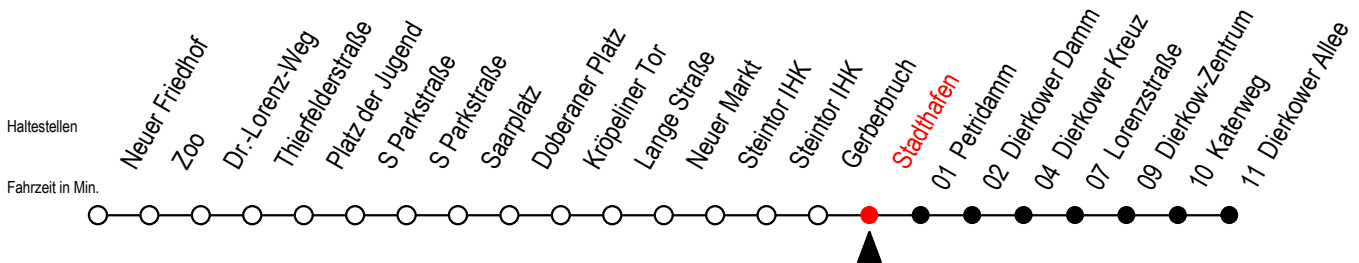 Haltestellen
Fahrzeit in Min.
Neuer Friedhof
Zoo
Dr.-Lorenz-Weg
Thierfelderstraße
Platz der Jugend
S Parkstraße
S Parkstraße
Saarplatz
Doberaner Platz
Kröpeliner Tor
Lange Straße
Neuer Markt
Steintor IHK
Steintor IHK
Gerberbruch
Stadthafen
01 Petridamm
02 Dierkower Damm
04 Dierkower Kreuz
07 Lorenzstraße
09 Dierkow-Zentrum
10 Katerweg
11 Dierkower Allee